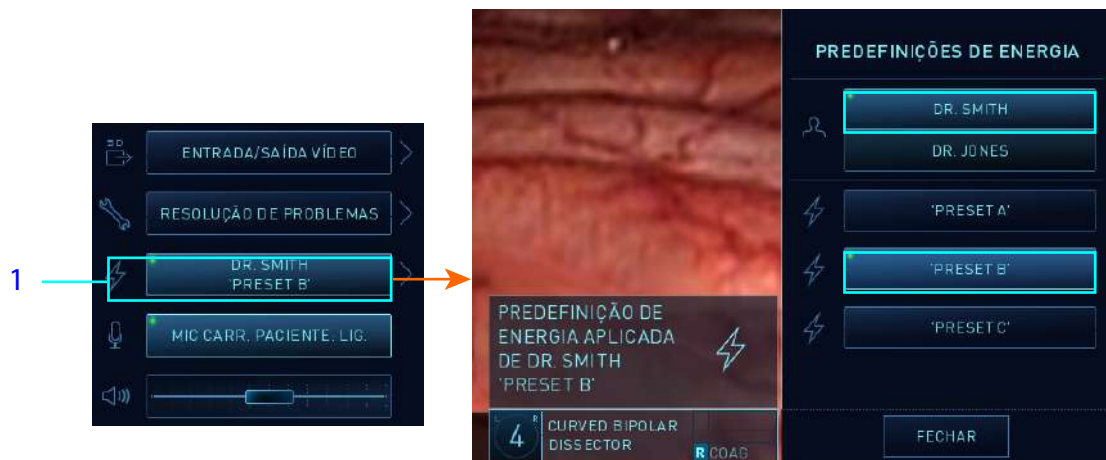 1
3D
ENTRADA/SAÍDA VÍDEO
RESOLUÇÃO DE PROBLEMAS
DR. SMITH
'PRESET B'
MIC CARR. PACIENTE. LIG.
PREDEFINIÇÃO DE
ENERGIA APLICADA
DE DR. SMITH
'PRESET B'
L R
4
CURVED BIPOLAR
DISSECTOR
R COAG
PREDEFINIÇÕES DE ENERGIA
DR. SMITH
DR. JONES
'PRESET A'
'PRESET B'
'PRESET C'
FECHAR